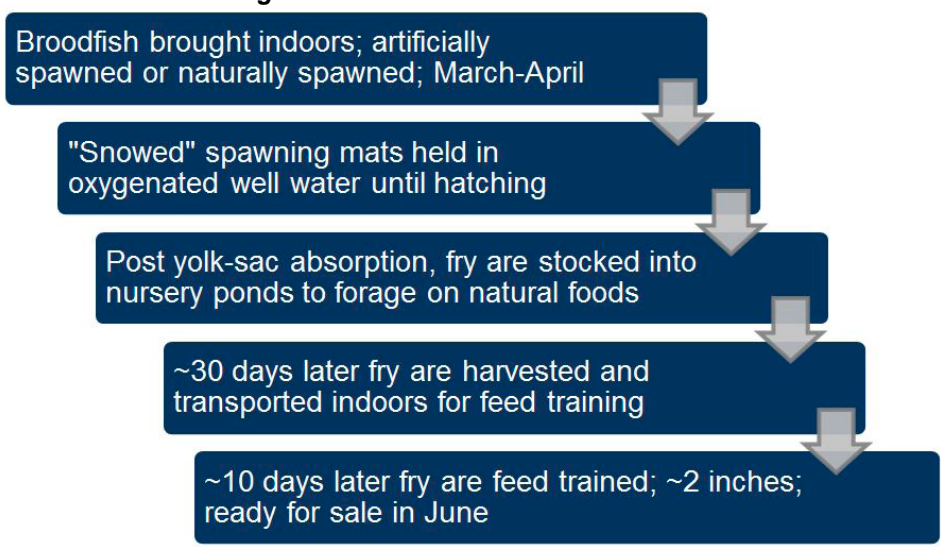 Broodfish brought indoors; artificially
spawned or naturally spawned; March-April
"Snowed" spawning mats held in
oxygenated well water until hatching
Post yolk-sac absorption, fry are stocked into
nursery ponds to forage on natural foods
~30 days later fry are harvested and
transported indoors for feed training
~10 days later fry are feed trained; ~2 inches;
ready for sale in June